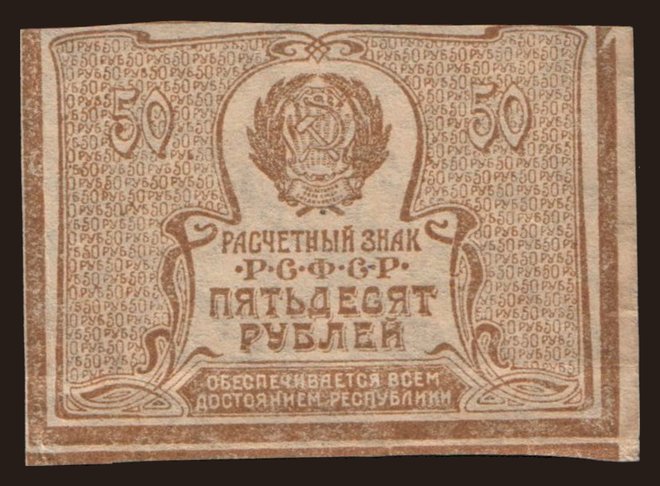 50 50
РАСЧЕТНЫЙ ЗНАК
Р·С·Ф·С·Р·
ПЯТЬДЕСЯТ
РУБЛЕЙ
ОБЕСПЕЧИВАЕТСЯ ВСЕМ
ДОСТОЯНИЕМ РЕСПУБЛИКИ